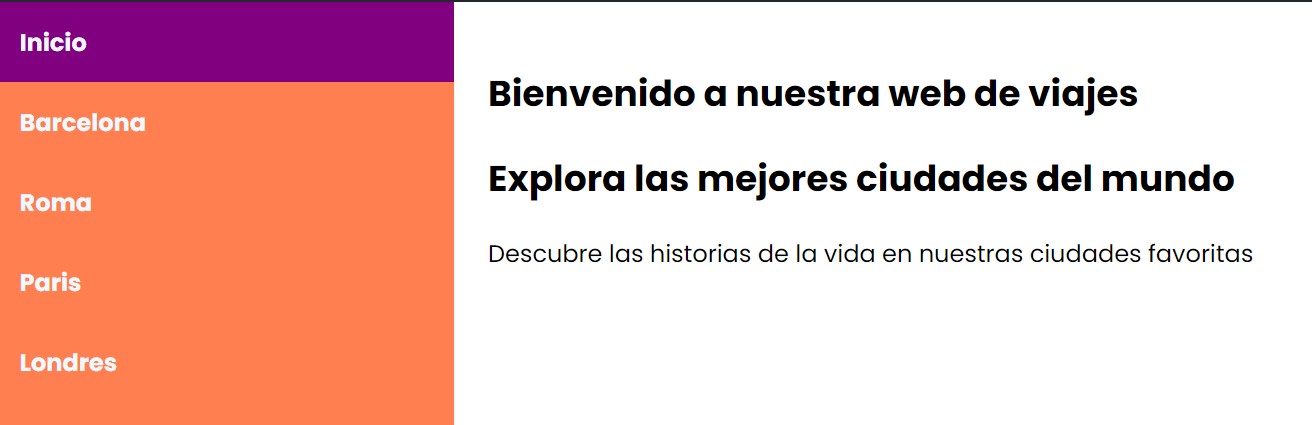 Inicio
Barcelona
Roma
Paris
Londres
Bienvenido a nuestra web de viajes
Explora las mejores ciudades del mundo
Descubre las historias de la vida en nuestras ciudades favoritas